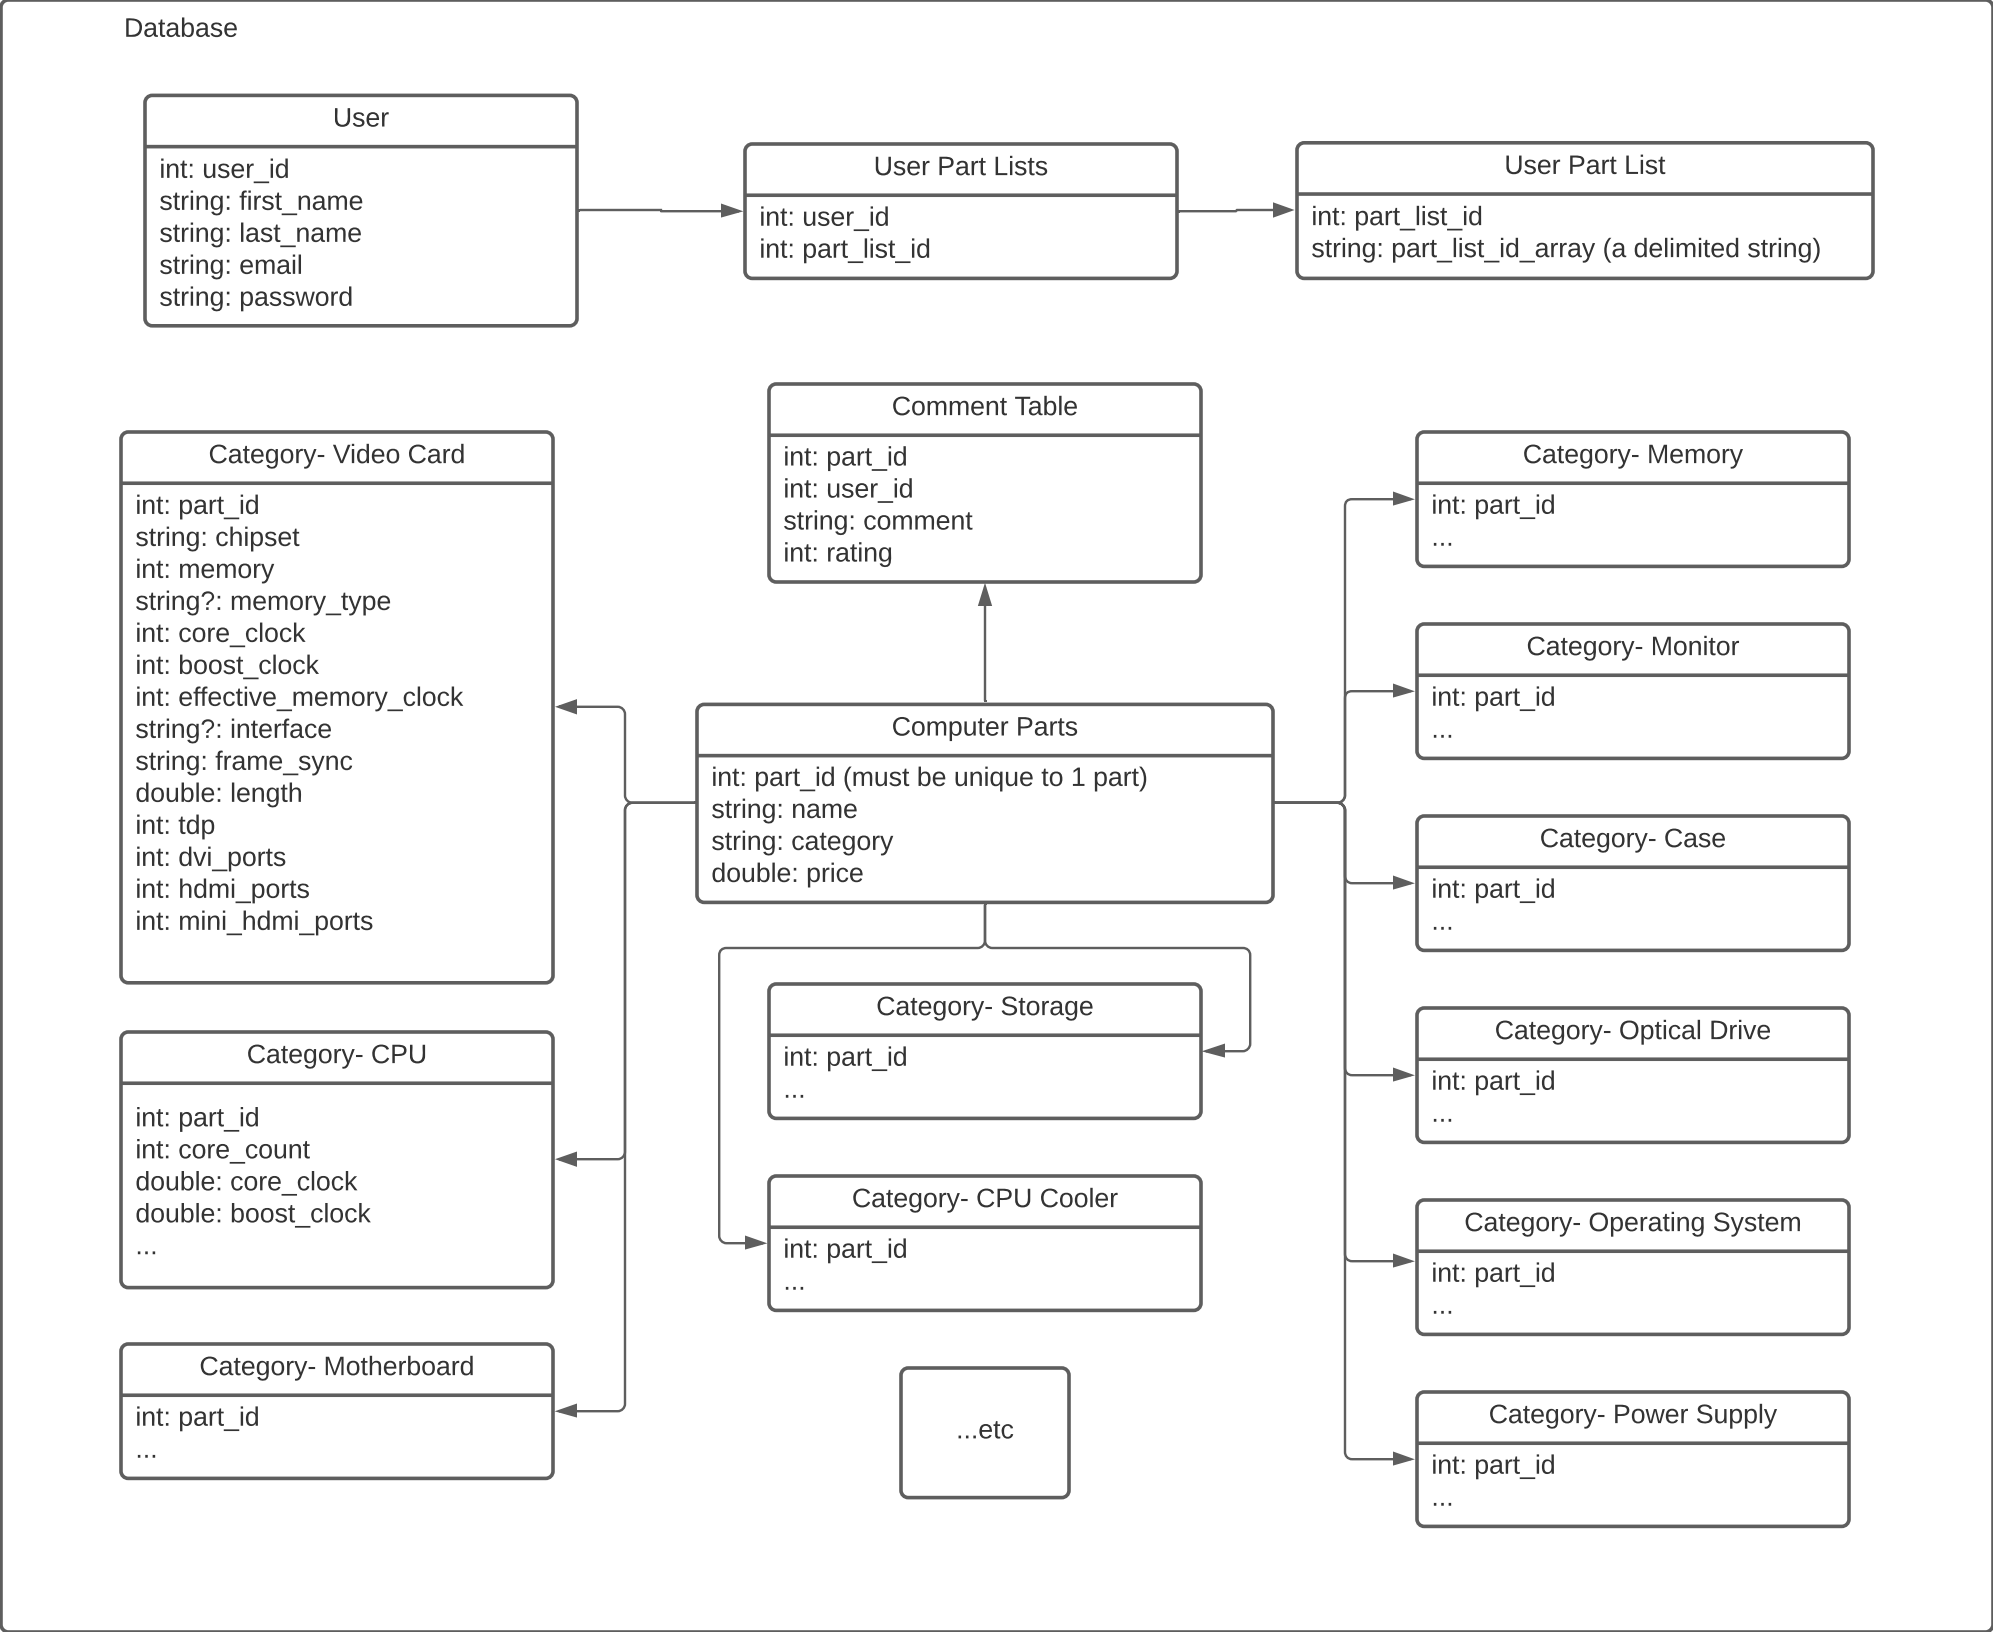 Database
User
int: user_id
string: first_name
string: last_name
string: email
string: password
User Part Lists
int: user_id
int: part_list_id
User Part List
int: part_list_id
string: part_list_id_array (a delimited string)
Comment Table
int: part_id
int: user_id
string: comment
int: rating
Category- Video Card
int: part_id
string: chipset
int: memory
string?: memory_type
int: core_clock
int: boost_clock
int: effective_memory_clock
string?: interface
string: frame_sync
double: length
int: tdp
int: dvi_ports
int: hdmi_ports
int: mini_hdmi_ports
Category- Memory
int: part_id
...
Category- Monitor
int: part_id
...
Computer Parts
int: part_id (must be unique to 1 part)
string: name
string: category
double: price
Category- Case
int: part_id
...
Category- Storage
int: part_id
...
Category- Optical Drive
int: part_id
...
Category- CPU
int: part_id
int: core_count
double: core_clock
double: boost_clock
...
Category- CPU Cooler
int: part_id
...
Category- Operating System
int: part_id
...
Category- Motherboard
int: part_id
...
...etc
Category- Power Supply
int: part_id
...